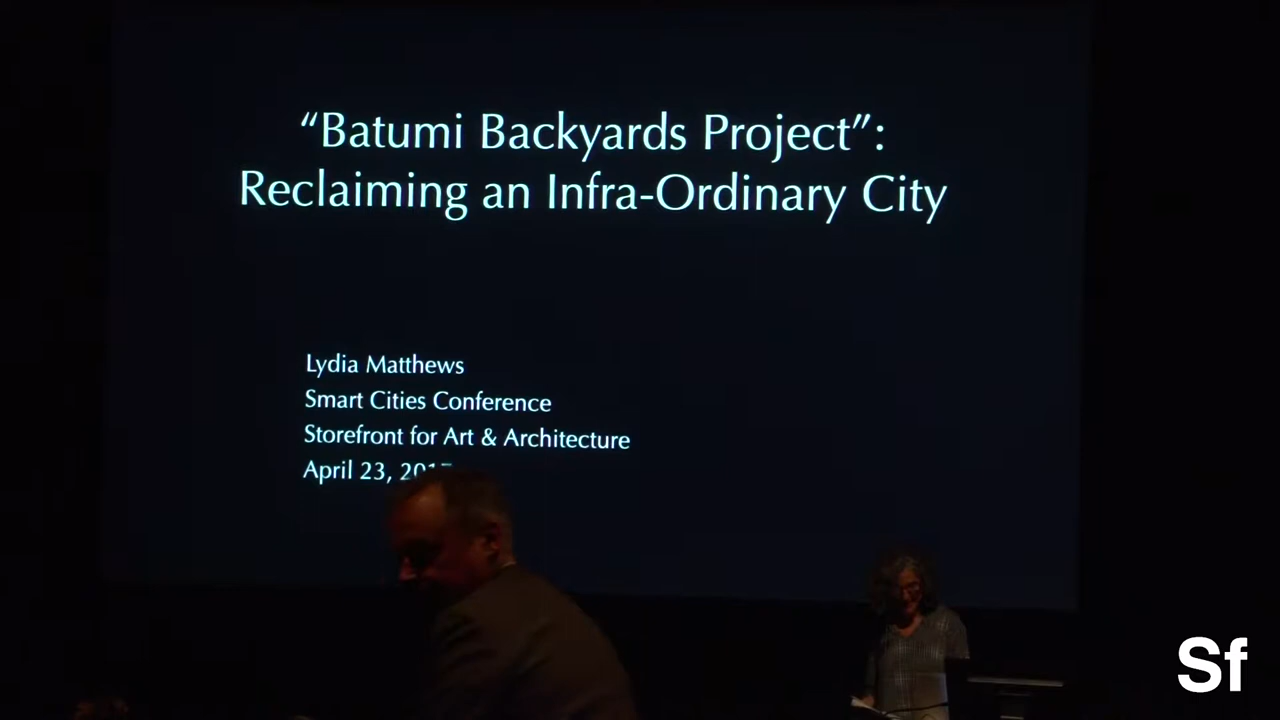 “Batumi Backyards Project”:
Reclaiming an Infra-Ordinary City
Lydia Matthews
Smart Cities Conference
Storefront for Art & Architecture
April 23,
Sf